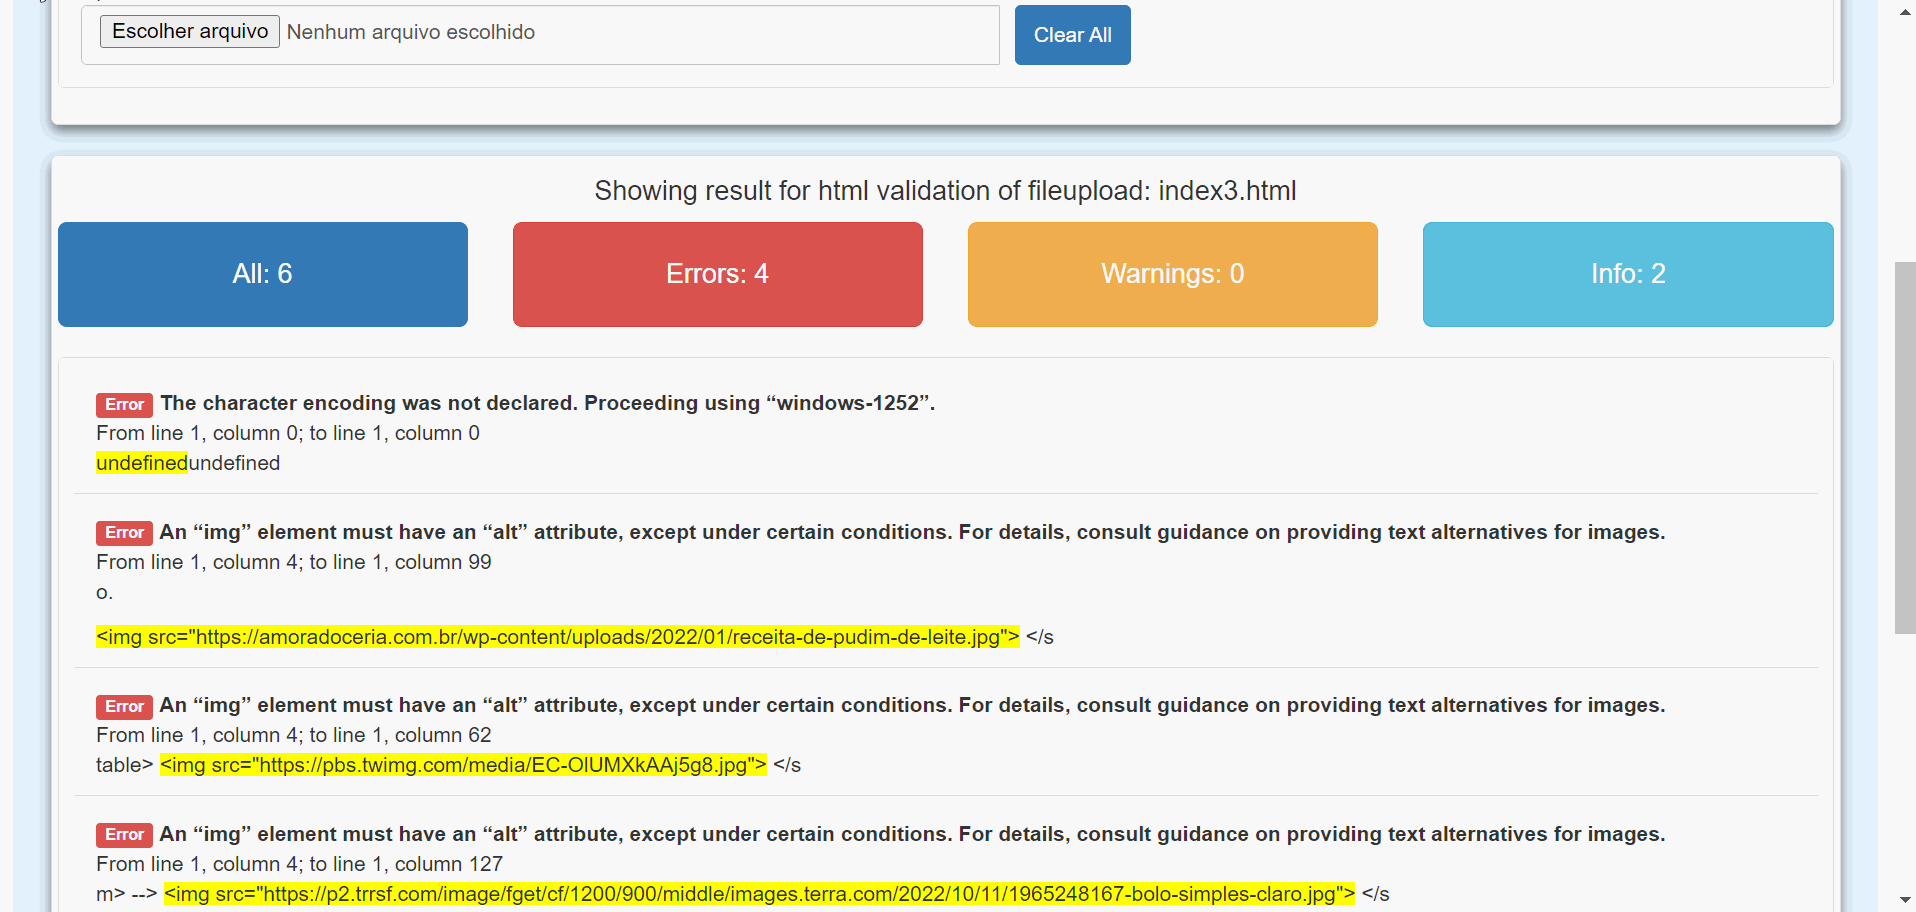 Escolher arquivo Nenhum arquivo escolhido
Clear All
Showing result for html validation of fileupload: index3.html
All: 6
Errors: 4
Warnings: 0
Info: 2
Error The character encoding was not declared. Proceeding using “windows-1252”.
From line 1, column 0; to line 1, column 0
undefinedundefined
Error An “img” element must have an “alt” attribute, except under certain conditions. For details, consult guidance on providing text alternatives for images.
From line 1, column 4; to line 1, column 99
o.
<img src="https://amoradoceria.com.br/wp-content/uploads/2022/01/receita-de-pudim-de-leite.jpg"> </s
Error An “img” element must have an “alt” attribute, except under certain conditions. For details, consult guidance on providing text alternatives for images.
From line 1, column 4; to line 1, column 62
table> <img src="https://pbs.twimg.com/media/EC-OlUMXkAAj5g8.jpg"> </s
Error An “img” element must have an “alt” attribute, except under certain conditions. For details, consult guidance on providing text alternatives for images.
From line 1, column 4; to line 1, column 127
m> --> <img src="https://p2.trrsf.com/image/fget/cf/1200/900/middle/images.terra.com/2022/10/11/1965248167-bolo-simples-claro.jpg"> </s